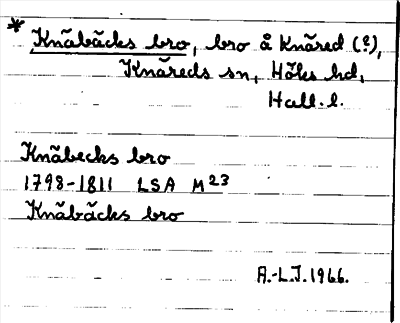 * Knäbäcks bro, bro å Knäred (?),
Knäreds sn, Höks hd,
Hall. l.
Knäbecks bro
1798-1811 LSA M23
Knäbäcks bro
A.-L.J. 1966.